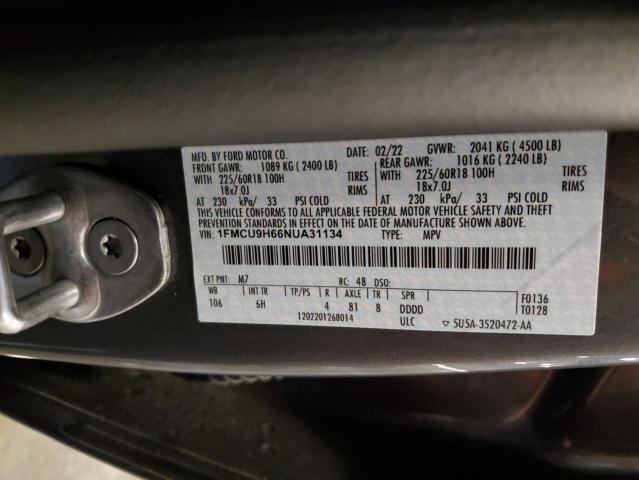 MFD. BY FORD MOTOR CO. DATE: 02/22 GVWR: 2041 KG ( 4500 LB)
FRONT GAWR: 1089 KG ( 2400 LB) REAR GAWR: 1016 KG ( 2240 LB)
WITH 225/60R18 100H TIRES WITH 225/60R18 100H TIRES
18x7.0J RIMS 18x7.0J RIMS
AT 230 kPa/ 33 PSI COLD AT 230 kPa/ 33 PSI COLD
THIS VEHICLE CONFORMS TO ALL APPLICABLE FEDERAL MOTOR VEHICLE SAFETY AND THEFT
PREVENTION STANDARDS IN EFFECT ON THE DATE OF MANUFACTURE SHOWN ABOVE.
VIN: 1FMCU9H66NUA31134 TYPE: MPV
EXT PNT: M7 RC: 48 DSO:
WB INT TR TP/PS R AXLE TR SPR F0136
106 5H 4 81 8 DDDD T0128
1202201268014 ULC ▽ 5U5A-3520472-AA